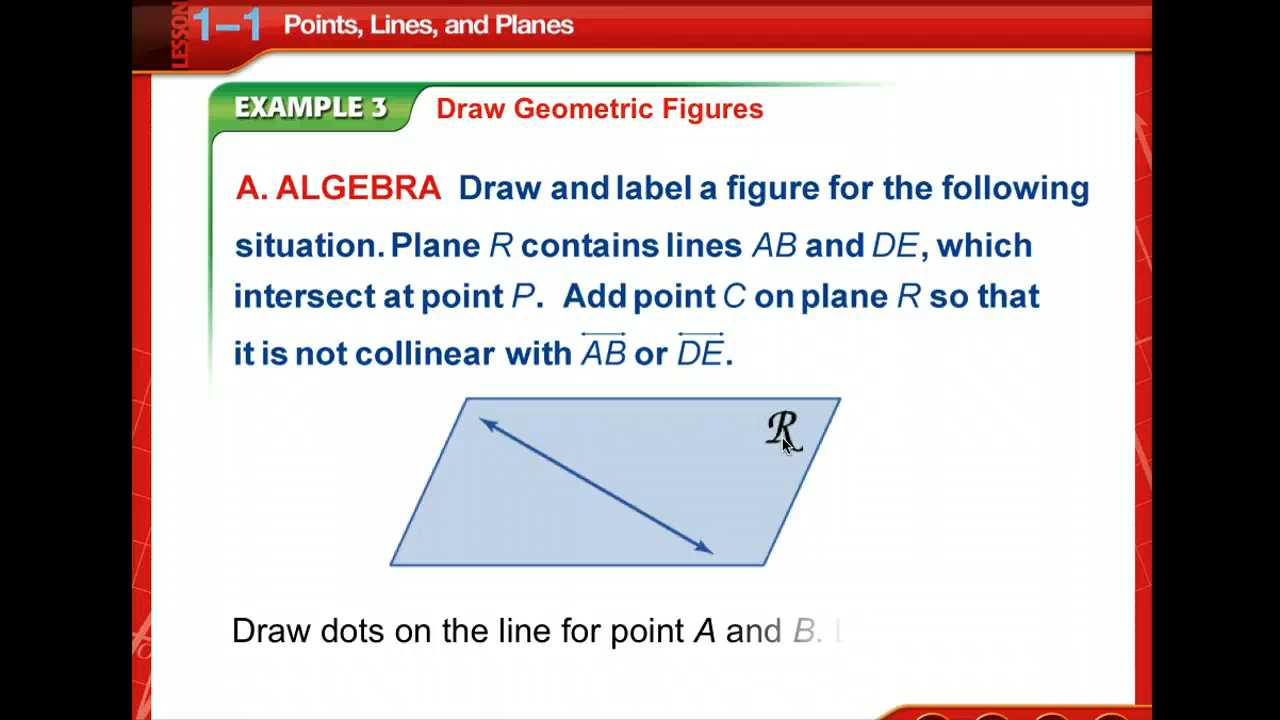 LESSON
1–1 Points, Lines, and Planes
EXAMPLE 3 Draw Geometric Figures
A. ALGEBRA Draw and label a figure for the following
situation. Plane R contains lines AB and DE, which
intersect at point P. Add point C on plane R so that
it is not collinear with AB or DE.
R
Draw dots on the line for point A and B.